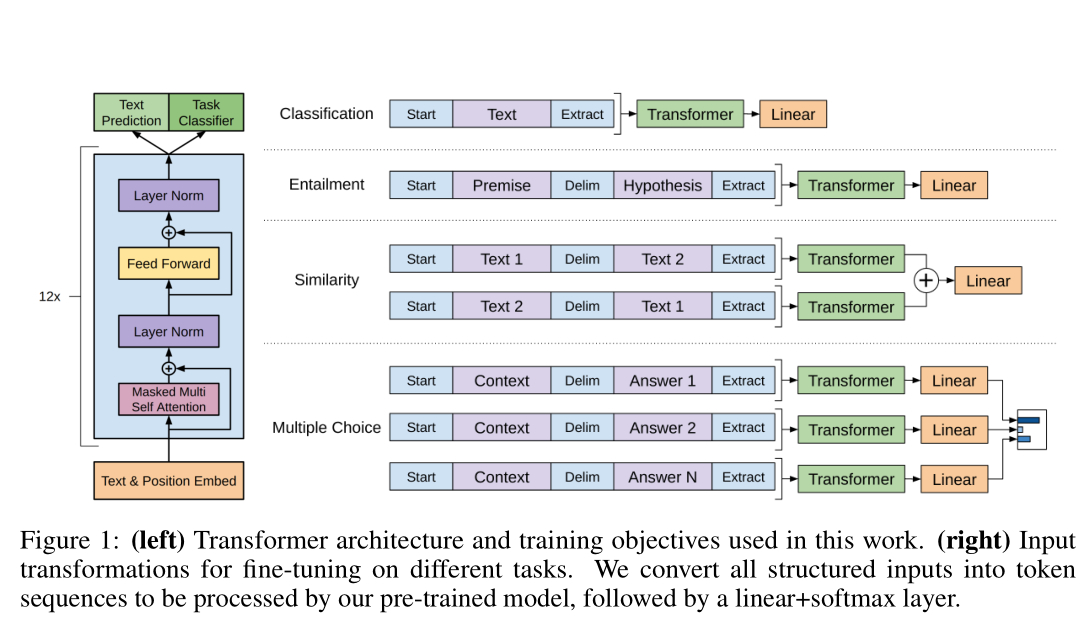 Text
Prediction
Task
Classifier
Layer Norm
+
Feed Forward
12x
Layer Norm
+
Masked Multi
Self Attention
Text & Position Embed
Classification
Start Text Extract Transformer Linear
Entailment
Start Premise Delim Hypothesis Extract Transformer Linear
Similarity
Start Text 1 Delim Text 2 Extract Transformer
+ Linear
Start Text 2 Delim Text 1 Extract Transformer
Multiple Choice
Start Context Delim Answer 1 Extract Transformer Linear
Start Context Delim Answer 2 Extract Transformer Linear
Start Context Delim Answer N Extract Transformer Linear
Figure 1: (left) Transformer architecture and training objectives used in this work. (right) Input
transformations for fine-tuning on different tasks. We convert all structured inputs into token
sequences to be processed by our pre-trained model, followed by a linear+softmax layer.